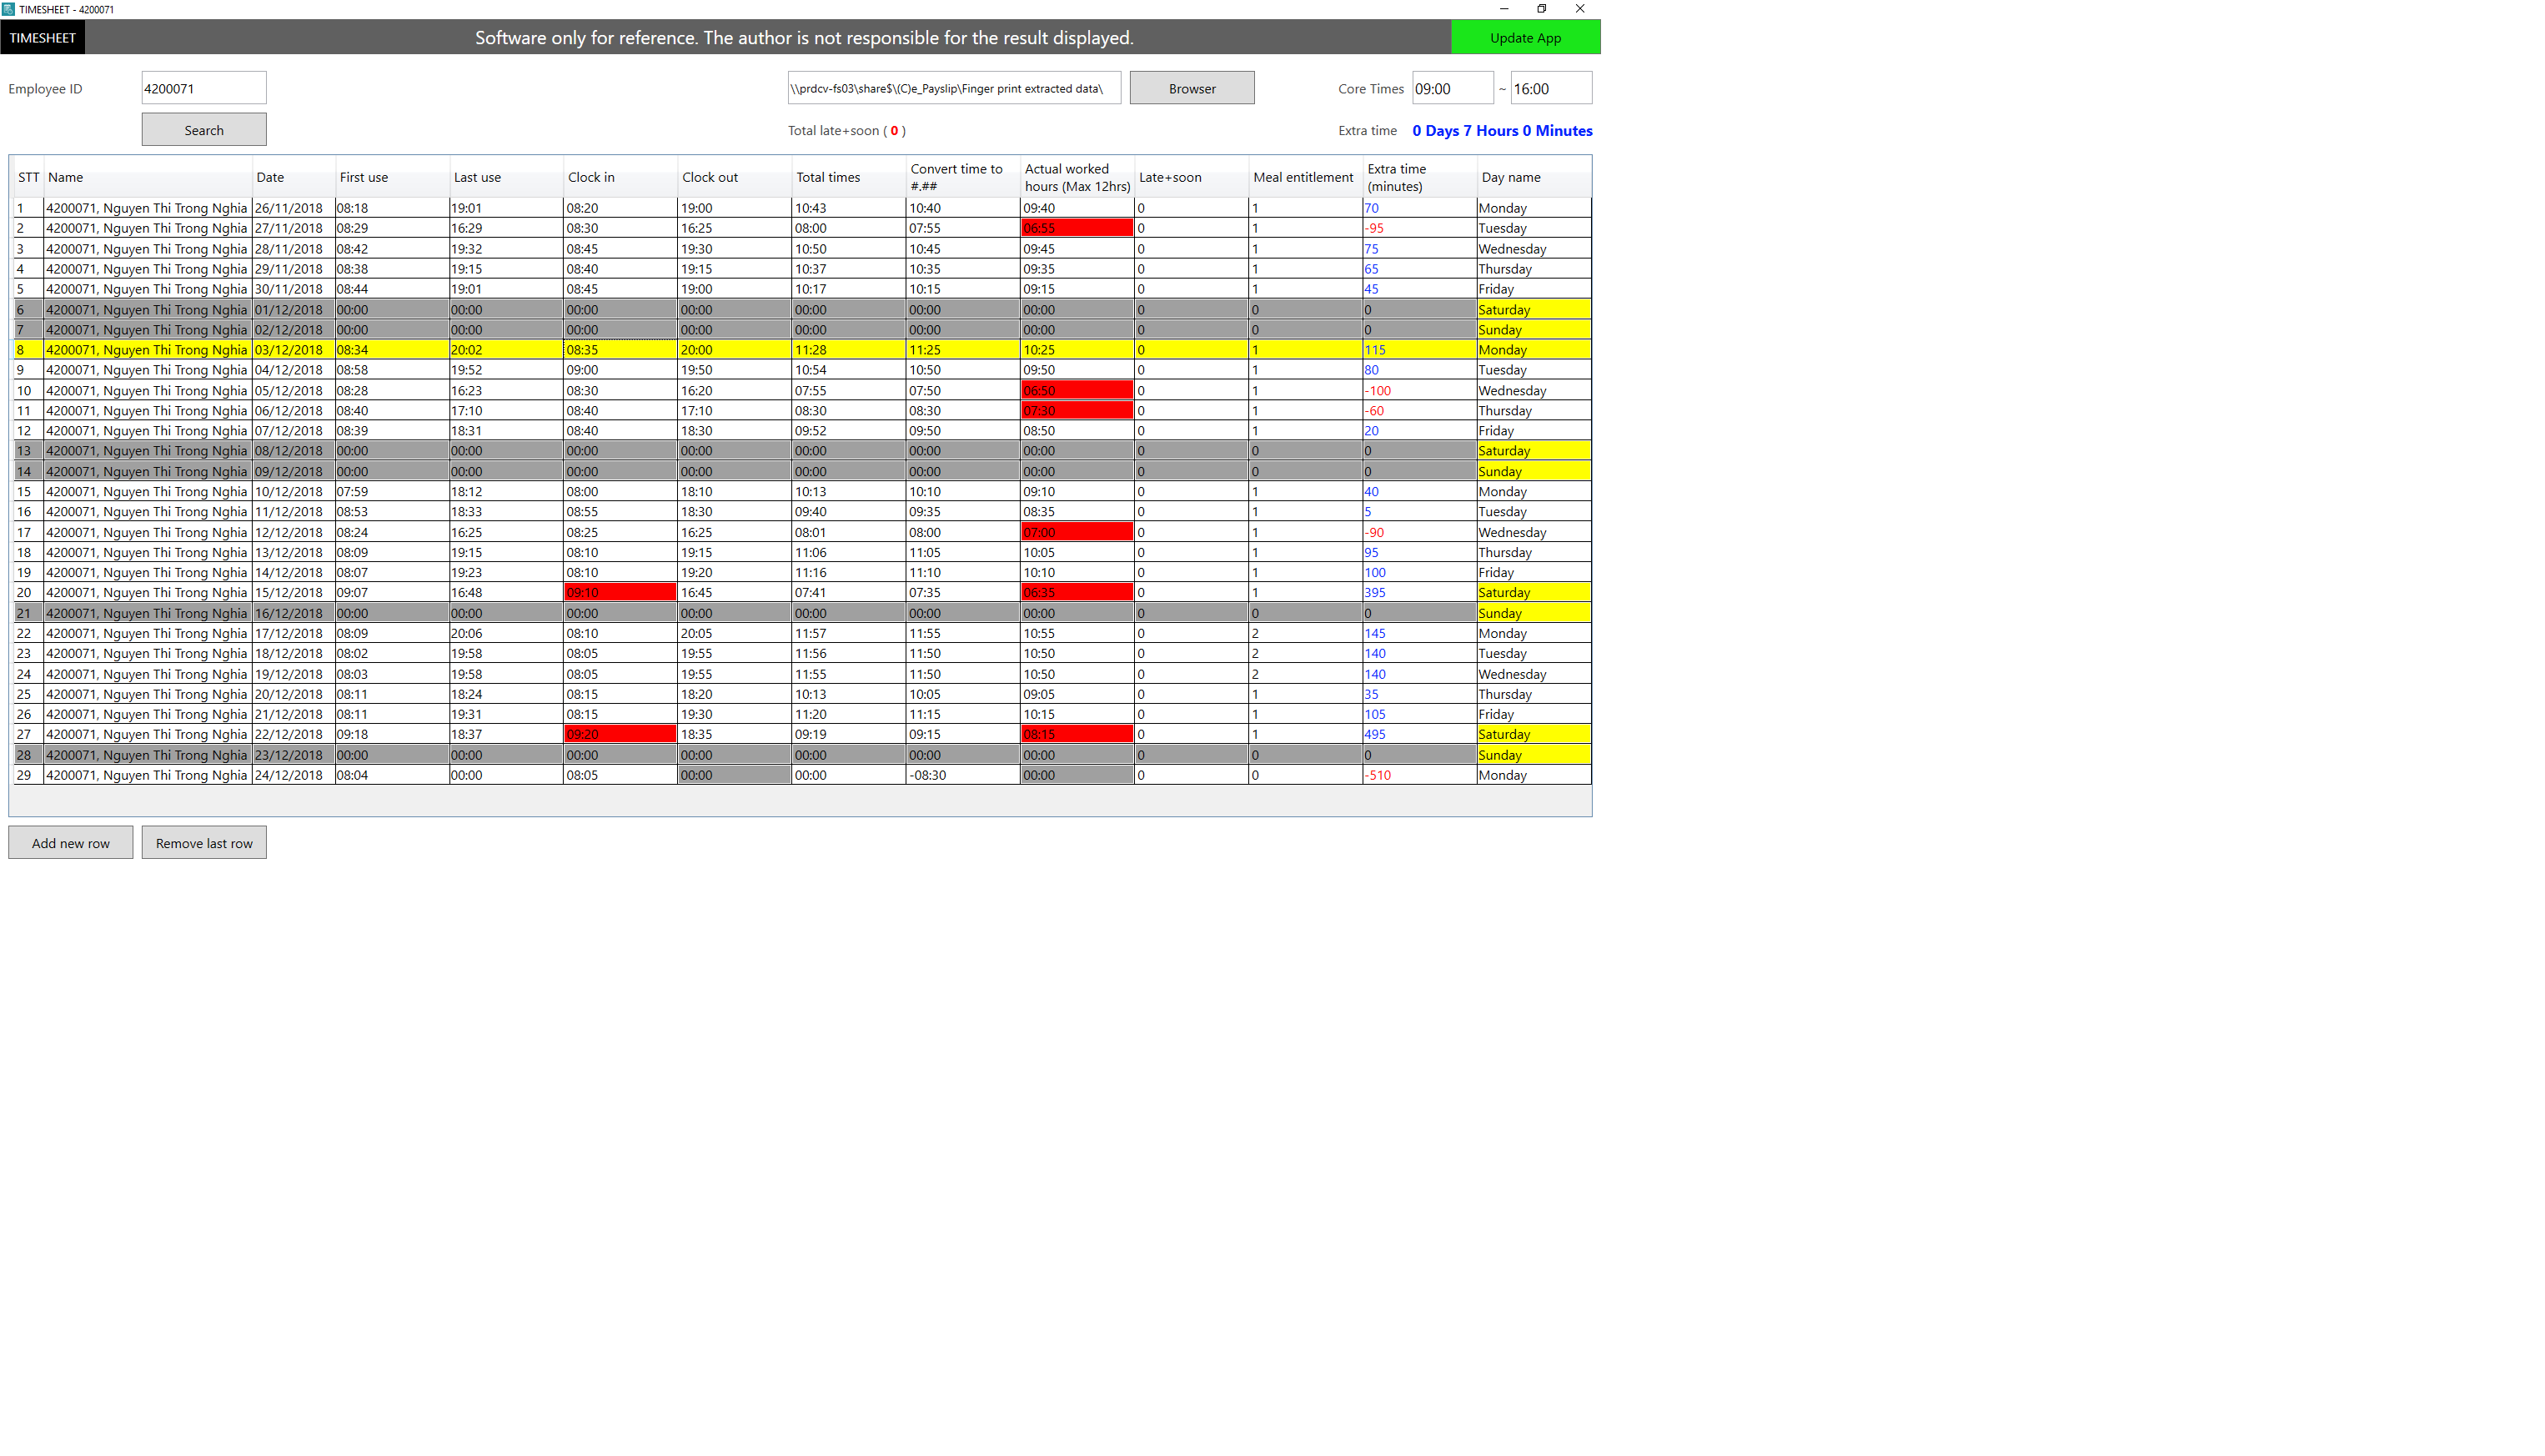 TIMESHEET - 4200071
TIMESHEET Software only for reference. The author is not responsible for the result displayed. Update App
Employee ID 4200071 \\prdcv-fs03\share$\(C)e_Payslip\Finger print extracted data\ Browser Core Times 09:00 ~ 16:00
Search Total late+soon ( 0 ) Extra time 0 Days 7 Hours 0 Minutes
STT Name Date First use Last use Clock in Clock out Total times Convert time to #.## Actual worked hours (Max 12hrs) Late+soon Meal entitlement Extra time (minutes) Day name
1 4200071, Nguyen Thi Trong Nghia 26/11/2018 08:18 19:01 08:20 19:00 10:43 10:40 09:40 0 1 70 Monday
2 4200071, Nguyen Thi Trong Nghia 27/11/2018 08:29 16:29 08:30 16:25 08:00 07:55 06:55 0 1 -95 Tuesday
3 4200071, Nguyen Thi Trong Nghia 28/11/2018 08:42 19:32 08:45 19:30 10:50 10:45 09:45 0 1 75 Wednesday
4 4200071, Nguyen Thi Trong Nghia 29/11/2018 08:38 19:15 08:40 19:15 10:37 10:35 09:35 0 1 65 Thursday
5 4200071, Nguyen Thi Trong Nghia 30/11/2018 08:44 19:01 08:45 19:00 10:17 10:15 09:15 0 1 45 Friday
6 4200071, Nguyen Thi Trong Nghia 01/12/2018 00:00 00:00 00:00 00:00 00:00 00:00 00:00 0 0 0 Saturday
7 4200071, Nguyen Thi Trong Nghia 02/12/2018 00:00 00:00 00:00 00:00 00:00 00:00 00:00 0 0 0 Sunday
8 4200071, Nguyen Thi Trong Nghia 03/12/2018 08:34 20:02 08:35 20:00 11:28 11:25 10:25 0 1 115 Monday
9 4200071, Nguyen Thi Trong Nghia 04/12/2018 08:58 19:52 09:00 19:50 10:54 10:50 09:50 0 1 80 Tuesday
10 4200071, Nguyen Thi Trong Nghia 05/12/2018 08:28 16:23 08:30 16:20 07:55 07:50 06:50 0 1 -100 Wednesday
11 4200071, Nguyen Thi Trong Nghia 06/12/2018 08:40 17:10 08:40 17:10 08:30 08:30 07:30 0 1 -60 Thursday
12 4200071, Nguyen Thi Trong Nghia 07/12/2018 08:39 18:31 08:40 18:30 09:52 09:50 08:50 0 1 20 Friday
13 4200071, Nguyen Thi Trong Nghia 08/12/2018 00:00 00:00 00:00 00:00 00:00 00:00 00:00 0 0 0 Saturday
14 4200071, Nguyen Thi Trong Nghia 09/12/2018 00:00 00:00 00:00 00:00 00:00 00:00 00:00 0 0 0 Sunday
15 4200071, Nguyen Thi Trong Nghia 10/12/2018 07:59 18:12 08:00 18:10 10:13 10:10 09:10 0 1 40 Monday
16 4200071, Nguyen Thi Trong Nghia 11/12/2018 08:53 18:33 08:55 18:30 09:40 09:35 08:35 0 1 5 Tuesday
17 4200071, Nguyen Thi Trong Nghia 12/12/2018 08:24 16:25 08:25 16:25 08:01 08:00 07:00 0 1 -90 Wednesday
18 4200071, Nguyen Thi Trong Nghia 13/12/2018 08:09 19:15 08:10 19:15 11:06 11:05 10:05 0 1 95 Thursday
19 4200071, Nguyen Thi Trong Nghia 14/12/2018 08:07 19:23 08:10 19:20 11:16 11:10 10:10 0 1 100 Friday
20 4200071, Nguyen Thi Trong Nghia 15/12/2018 09:07 16:48 09:10 16:45 07:41 07:35 06:35 0 1 395 Saturday
21 4200071, Nguyen Thi Trong Nghia 16/12/2018 00:00 00:00 00:00 00:00 00:00 00:00 00:00 0 0 0 Sunday
22 4200071, Nguyen Thi Trong Nghia 17/12/2018 08:09 20:06 08:10 20:05 11:57 11:55 10:55 0 2 145 Monday
23 4200071, Nguyen Thi Trong Nghia 18/12/2018 08:02 19:58 08:05 19:55 11:56 11:50 10:50 0 2 140 Tuesday
24 4200071, Nguyen Thi Trong Nghia 19/12/2018 08:03 19:58 08:05 19:55 11:55 11:50 10:50 0 2 140 Wednesday
25 4200071, Nguyen Thi Trong Nghia 20/12/2018 08:11 18:24 08:15 18:20 10:13 10:05 09:05 0 1 35 Thursday
26 4200071, Nguyen Thi Trong Nghia 21/12/2018 08:11 19:31 08:15 19:30 11:20 11:15 10:15 0 1 105 Friday
27 4200071, Nguyen Thi Trong Nghia 22/12/2018 09:18 18:37 09:20 18:35 09:19 09:15 08:15 0 1 495 Saturday
28 4200071, Nguyen Thi Trong Nghia 23/12/2018 00:00 00:00 00:00 00:00 00:00 00:00 00:00 0 0 0 Sunday
29 4200071, Nguyen Thi Trong Nghia 24/12/2018 08:04 00:00 08:05 00:00 00:00 -08:30 00:00 0 0 -510 Monday
Add new row Remove last row